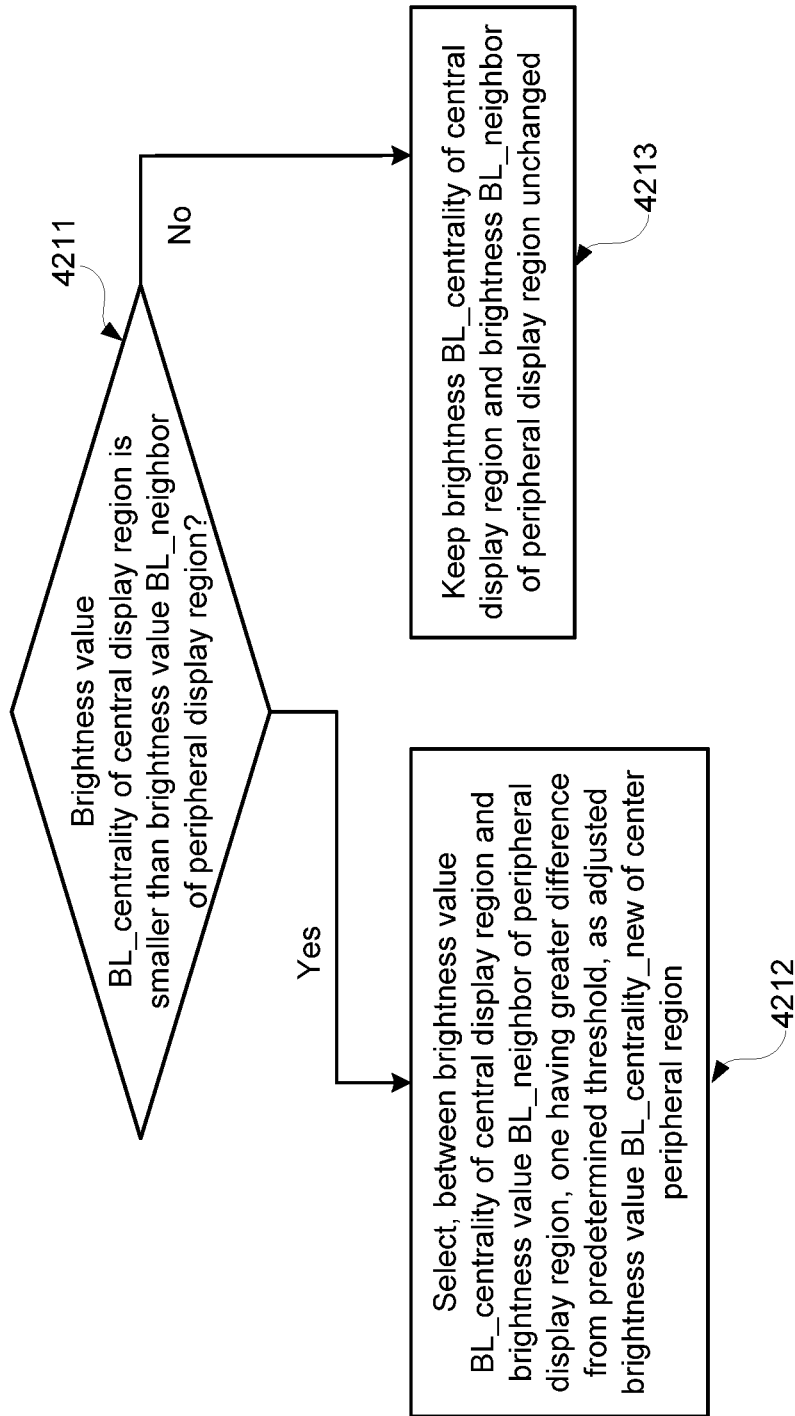 4211
Brightness value
BL_centrality of central display region is
smaller than brightness value BL_neighbor
of peripheral display region?
Yes
No
Select, between brightness value
BL_centrality of central display region and
brightness value BL_neighbor of peripheral
display region, one having greater difference
from predetermined threshold, as adjusted
brightness value BL_centrality_new of center
peripheral region
4212
Keep brightness BL_centrality of central
display region and brightness BL_neighbor
of peripheral display region unchanged
4213